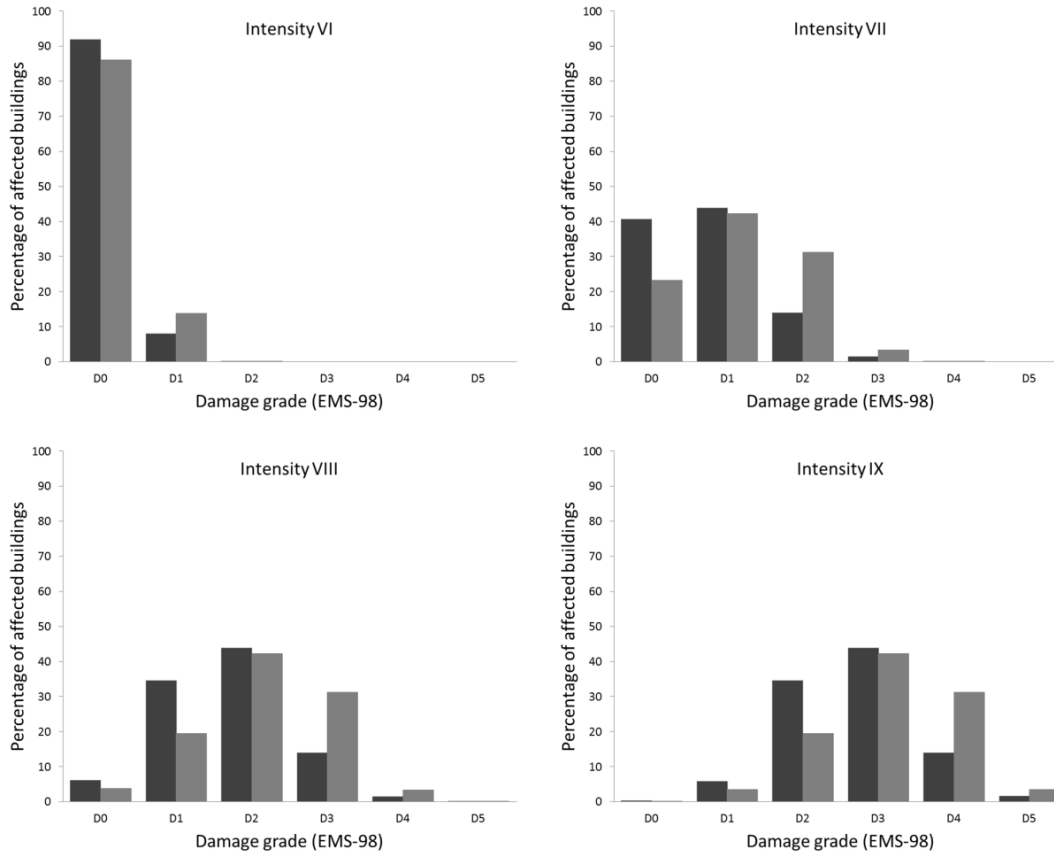 Intensity VI
Percentage of affected buildings
100
90
80
70
60
50
40
30
20
10
0
D0 D1 D2 D3 D4 D5
Damage grade (EMS-98)
Intensity VII
Percentage of affected buildings
100
90
80
70
60
50
40
30
20
10
0
D0 D1 D2 D3 D4 D5
Damage grade (EMS-98)
Intensity VIII
Percentage of affected buildings
100
90
80
70
60
50
40
30
20
10
0
D0 D1 D2 D3 D4 D5
Damage grade (EMS-98)
Intensity IX
Percentage of affected buildings
100
90
80
70
60
50
40
30
20
10
0
D0 D1 D2 D3 D4 D5
Damage grade (EMS-98)